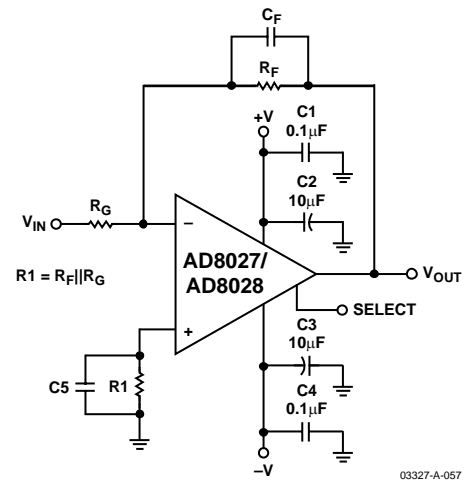 CF
RF
+V
C1
0.1μF
C2
10μF
RG
VIN
–
AD8027/
AD8028
R1 = RF||RG
VOUT
SELECT
+
C3
10μF
C5
R1
C4
0.1μF
–V
03327-A-057